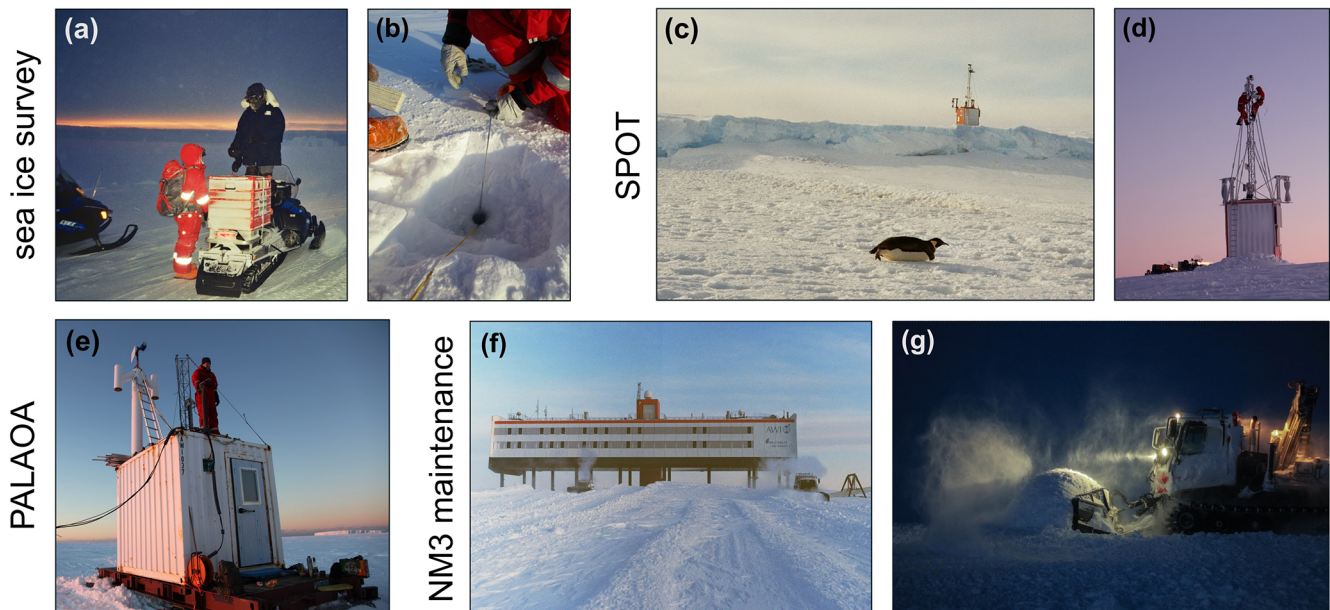 sea ice survey
(a)
(b)
SPOT
(c)
(d)
PALAOA
(e)
NM3 maintenance
(f)
AWI
(g)